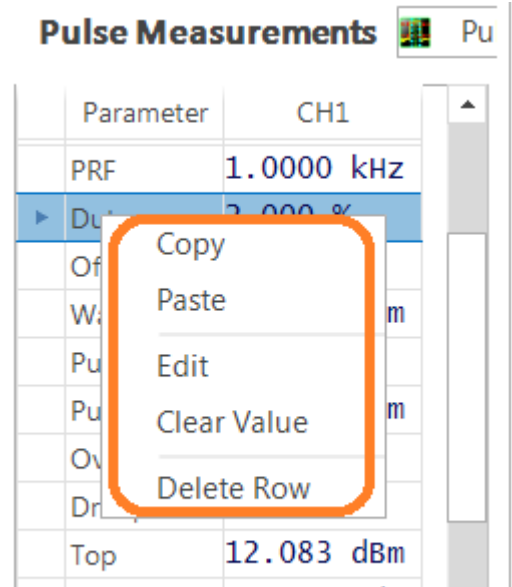 Pulse Measurements Pu
Parameter CH1
PRF 1.0000 kHz
Copy
Paste
m
Edit
Clear Value
m
Delete Row
Top 12.083 dBm